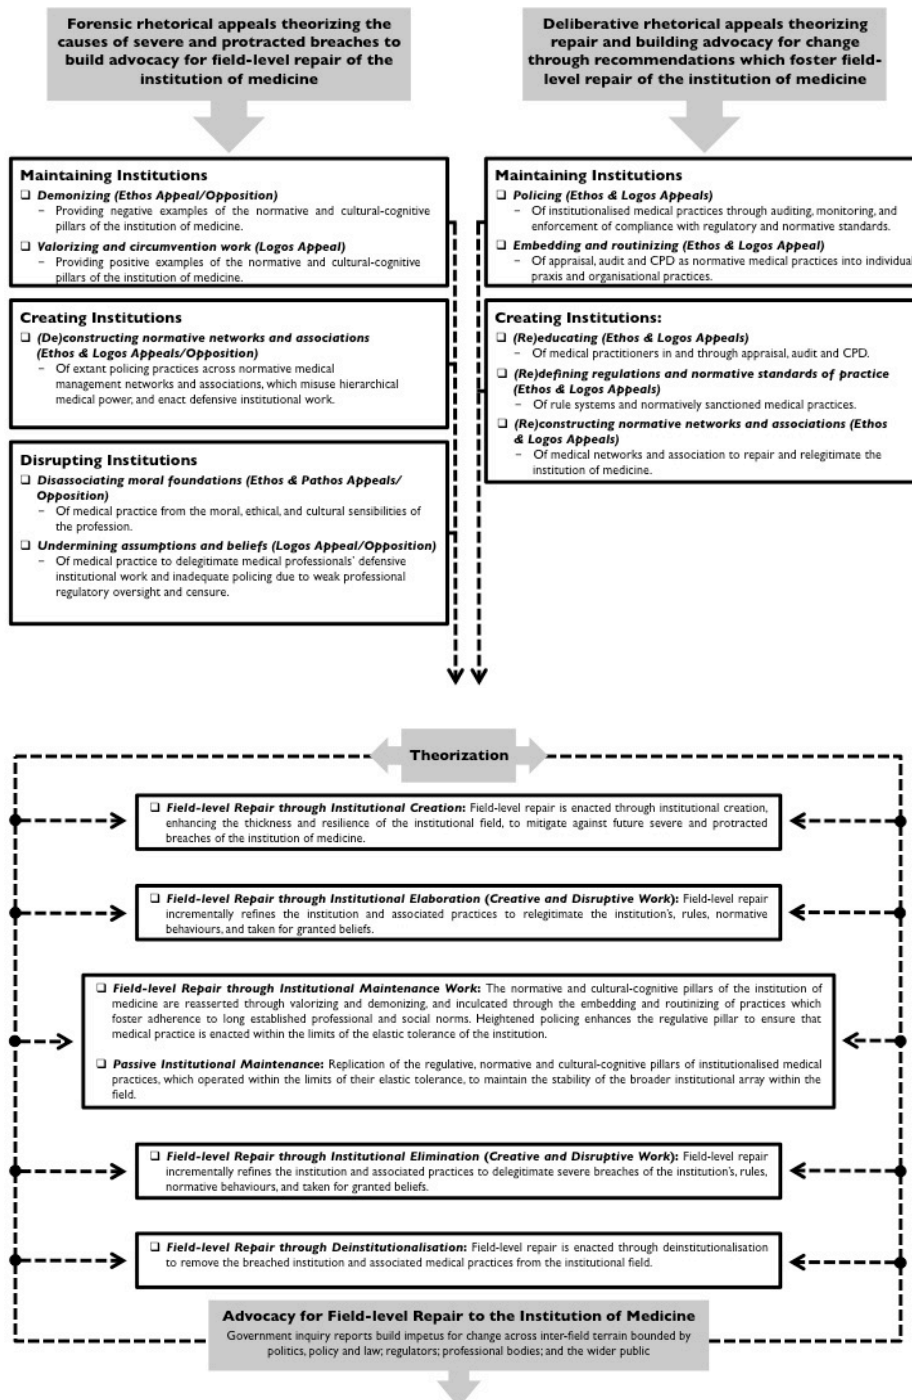 Forensic rhetorical appeals theorizing the
causes of severe and protracted breaches to
build advocacy for field-level repair of the
institution of medicine
Maintaining Institutions
❑ Demonizing (Ethos Appeal/Opposition)
– Providing negative examples of the normative and cultural-cognitive
pillars of the institution of medicine.
❑ Valorizing and circumvention work (Logos Appeal)
– Providing positive examples of the normative and cultural-cognitive
pillars of the institution of medicine.
Creating Institutions
❑ (De)constructing normative networks and associations
(Ethos & Logos Appeals/Opposition)
– Of extant policing practices across normative medical
management networks and associations, which misuse hierarchical
medical power, and enact defensive institutional work.
Disrupting Institutions
❑ Disassociating moral foundations (Ethos & Pathos Appeals/
Opposition)
– Of medical practice from the moral, ethical, and cultural sensibilities of
the profession.
❑ Undermining assumptions and beliefs (Logos Appeal/Opposition)
– Of medical practice to delegitimate medical professionals' defensive
institutional work and inadequate policing due to weak professional
regulatory oversight and censure.
Deliberative rhetorical appeals theorizing
repair and building advocacy for change
through recommendations which foster field-
level repair of the institution of medicine
Maintaining Institutions
❑ Policing (Ethos & Logos Appeals)
– Of institutionalised medical practices through auditing, monitoring, and
enforcement of compliance with regulatory and normative standards.
❑ Embedding and routinizing (Ethos & Logos Appeal)
– Of appraisal, audit and CPD as normative medical practices into individual
praxis and organisational practices.
Creating Institutions:
❑ (Re)educating (Ethos & Logos Appeals)
– Of medical practitioners in and through appraisal, audit and CPD.
❑ (Re)defining regulations and normative standards of practice
(Ethos & Logos Appeals)
– Of rule systems and normatively sanctioned medical practices.
❑ (Re)constructing normative networks and associations (Ethos
& Logos Appeals)
– Of medical networks and association to repair and relegitimate the
institution of medicine.
Theorization
❑ Field-level Repair through Institutional Creation: Field-level repair is enacted through institutional creation,
enhancing the thickness and resilience of the institutional field, to mitigate against future severe and protracted
breaches of the institution of medicine.
❑ Field-level Repair through Institutional Elaboration (Creative and Disruptive Work): Field-level repair
incrementally refines the institution and associated practices to relegitimate the institution's, rules, normative
behaviours, and taken for granted beliefs.
❑ Field-level Repair through Institutional Maintenance Work: The normative and cultural-cognitive pillars of the institution of
medicine are reasserted through valorizing and demonizing, and inculcated through the embedding and routinizing of practices which
foster adherence to long established professional and social norms. Heightened policing enhances the regulative pillar to ensure that
medical practice is enacted within the limits of the elastic tolerance of the institution.
❑ Passive Institutional Maintenance: Replication of the regulative, normative and cultural-cognitive pillars of institutionalised medical
practices, which operated within the limits of their elastic tolerance, to maintain the stability of the broader institutional array within the
field.
❑ Field-level Repair through Institutional Elimination (Creative and Disruptive Work): Field-level repair
incrementally refines the institution and associated practices to delegitimate severe breaches of the institution's, rules,
normative behaviours, and taken for granted beliefs.
❑ Field-level Repair through Deinstitutionalisation: Field-level repair is enacted through deinstitutionalisation
to remove the breached institution and associated medical practices from the institutional field.
Advocacy for Field-level Repair to the Institution of Medicine
Government inquiry reports build impetus for change across inter-field terrain bounded by
politics, policy and law; regulators; professional bodies; and the wider public